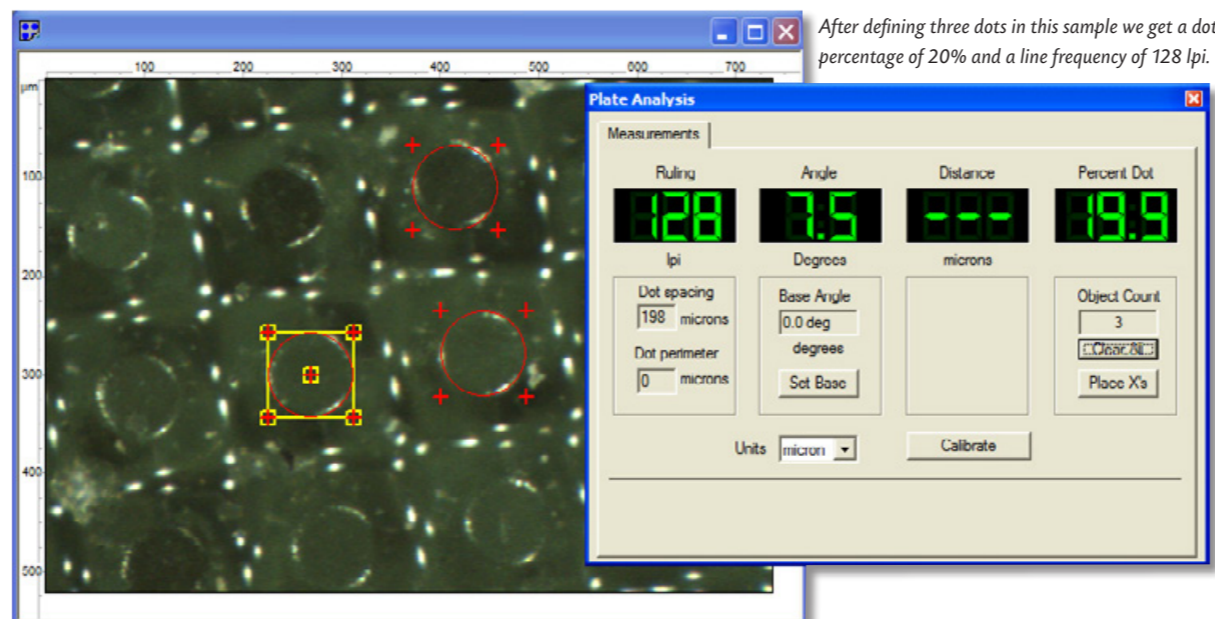 After defining three dots in this sample we get a dot
percentage of 20% and a line frequency of 128 lpi.
100 200 300 400 500 600 700
µm
100
200
300
400
500
Plate Analysis
Measurements
Ruling Angle Distance Percent Dot
128 7.5 --- 19.9
lpi Degrees microns
Dot spacing Base Angle Object Count
198 microns 0.0 deg 3
degrees
Dot perimeter
0 microns Set Base Place X's
Units micron Calibrate